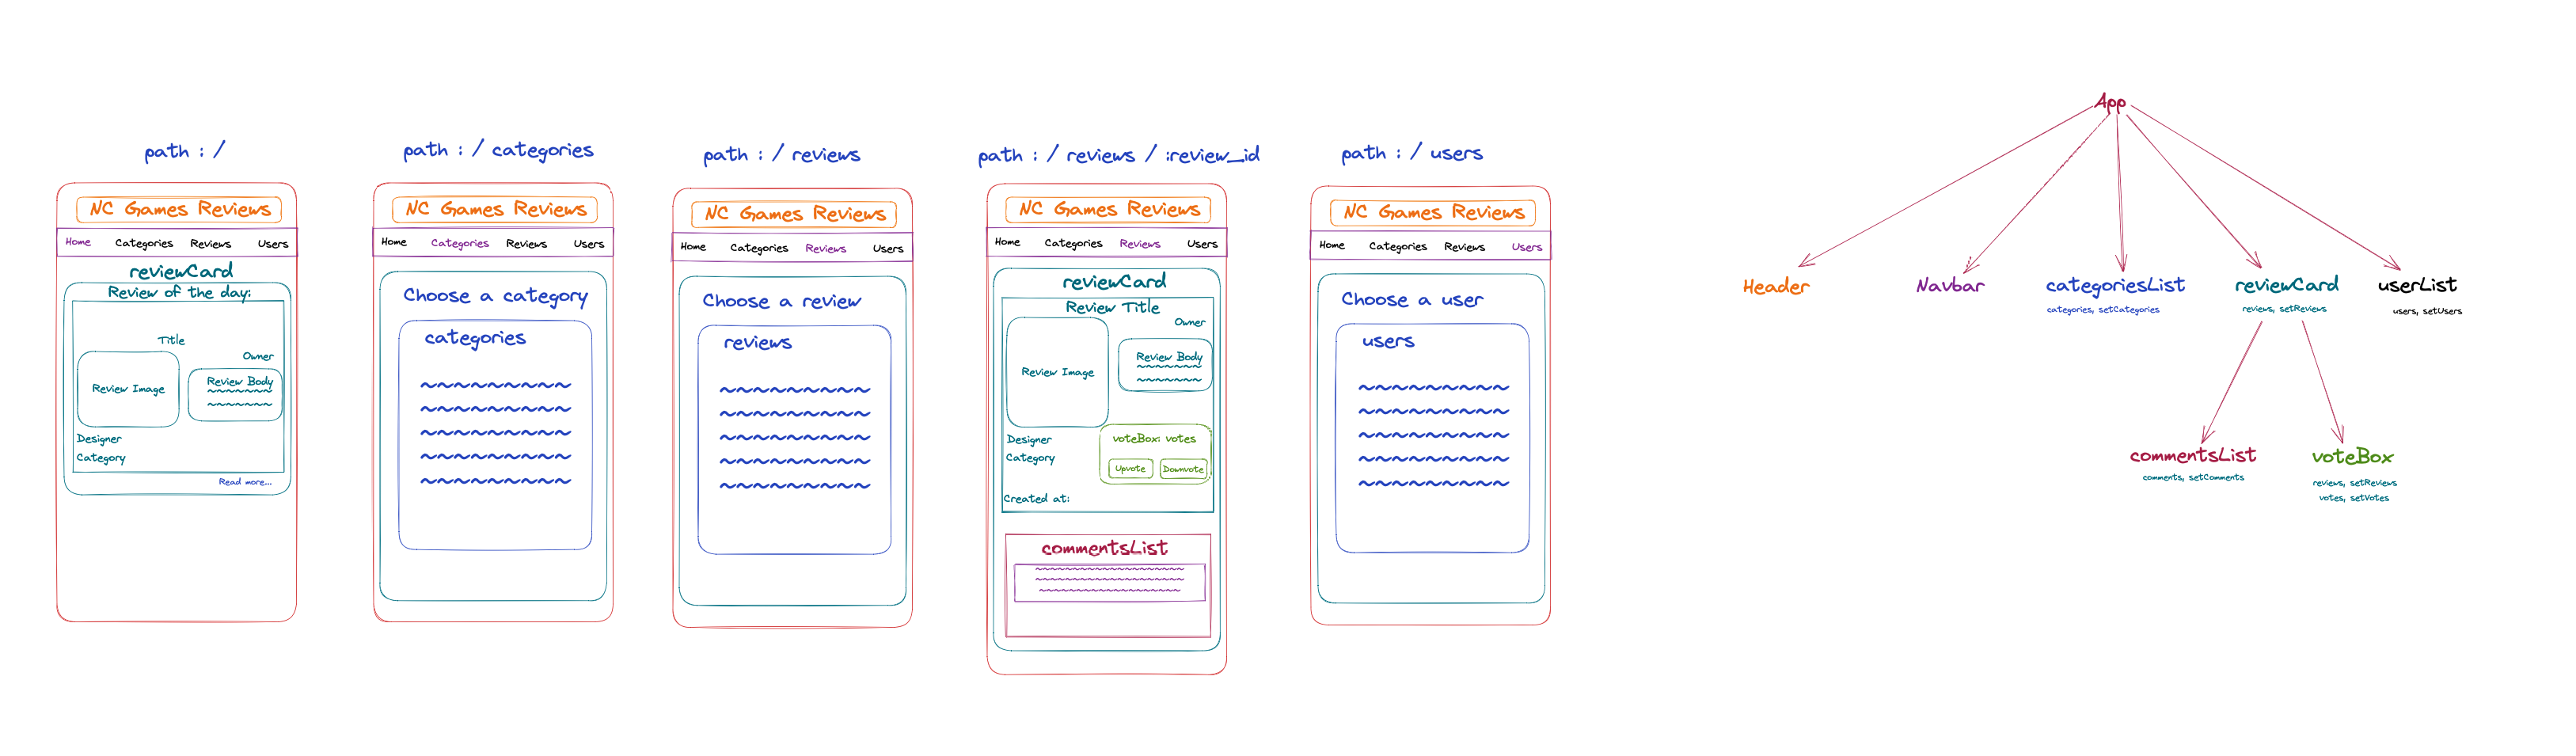 path : /
NC Games Reviews
Home Categories Reviews Users
reviewCard
Review of the day:
Title
Owner
Review Image
Review Body
Designer
Category
Read more...
path : / categories
NC Games Reviews
Home Categories Reviews Users
Choose a category
categories
path : / reviews
NC Games Reviews
Home Categories Reviews Users
Choose a review
reviews
path : / reviews / :review_id
NC Games Reviews
Home Categories Reviews Users
reviewCard
Review Title
Owner
Review Body
Review Image
Designer
voteBox: votes
Category
Upvote Downvote
Created at:
commentsList
path : / users
NC Games Reviews
Home Categories Reviews Users
Choose a user
users
App
Header
Navbar
categoriesList
categories, setCategories
reviewCard
reviews, setReviews
userList
users, setUsers
commentsList
comments, setComments
voteBox
reviews, setReviews
votes, setVotes